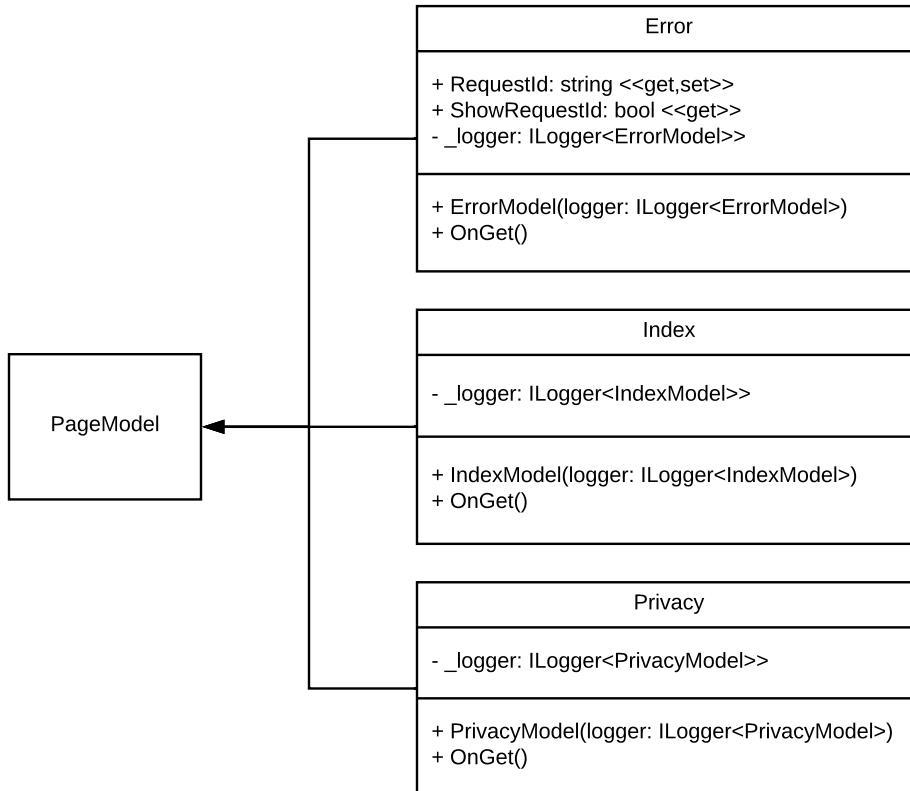 Error
+ RequestId: string <<get,set>>
+ ShowRequestId: bool <<get>>
- _logger: ILogger<ErrorModel>>
+ ErrorModel(logger: ILogger<ErrorModel>)
+ OnGet()
Index
- _logger: ILogger<IndexModel>>
+ IndexModel(logger: ILogger<IndexModel>)
+ OnGet()
PageModel
Privacy
- _logger: ILogger<PrivacyModel>>
+ PrivacyModel(logger: ILogger<PrivacyModel>)
+ OnGet()